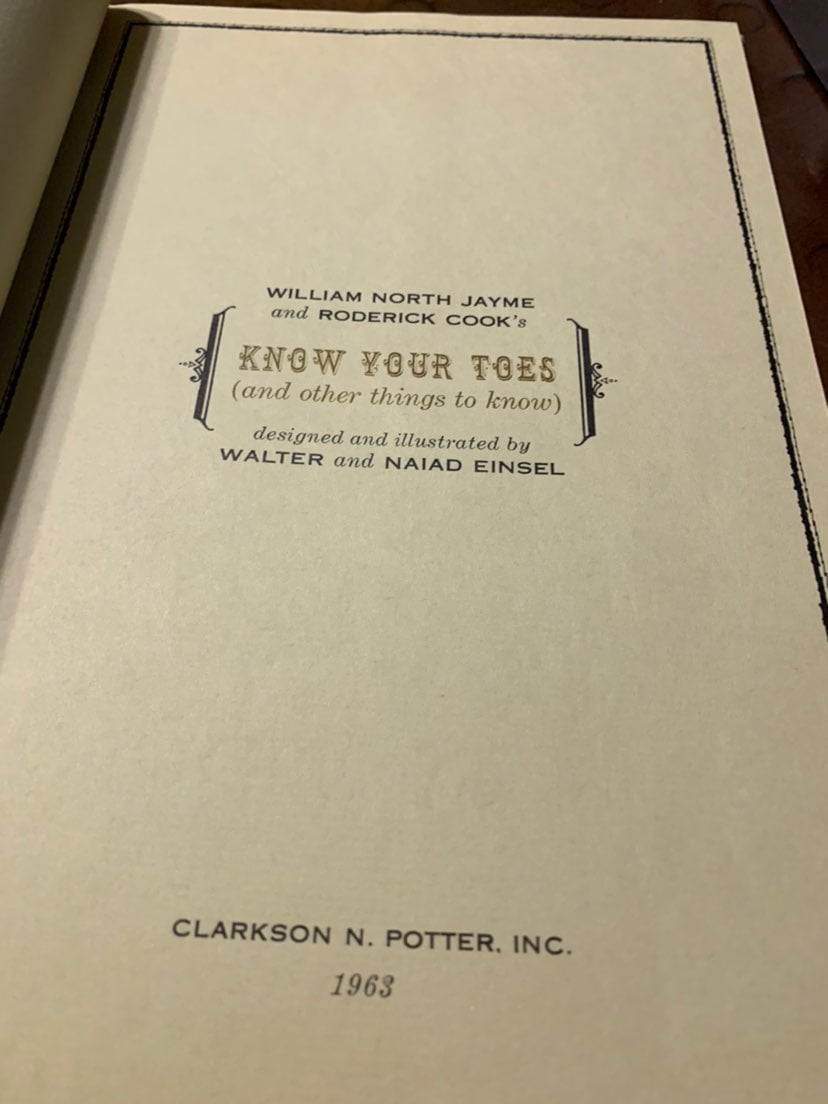 WILLIAM NORTH JAYME
and RODERICK COOK's
KNOW YOUR TOES
(and other things to know)
designed and illustrated by
WALTER and NAIAD EINSEL
CLARKSON N. POTTER, INC.
1963